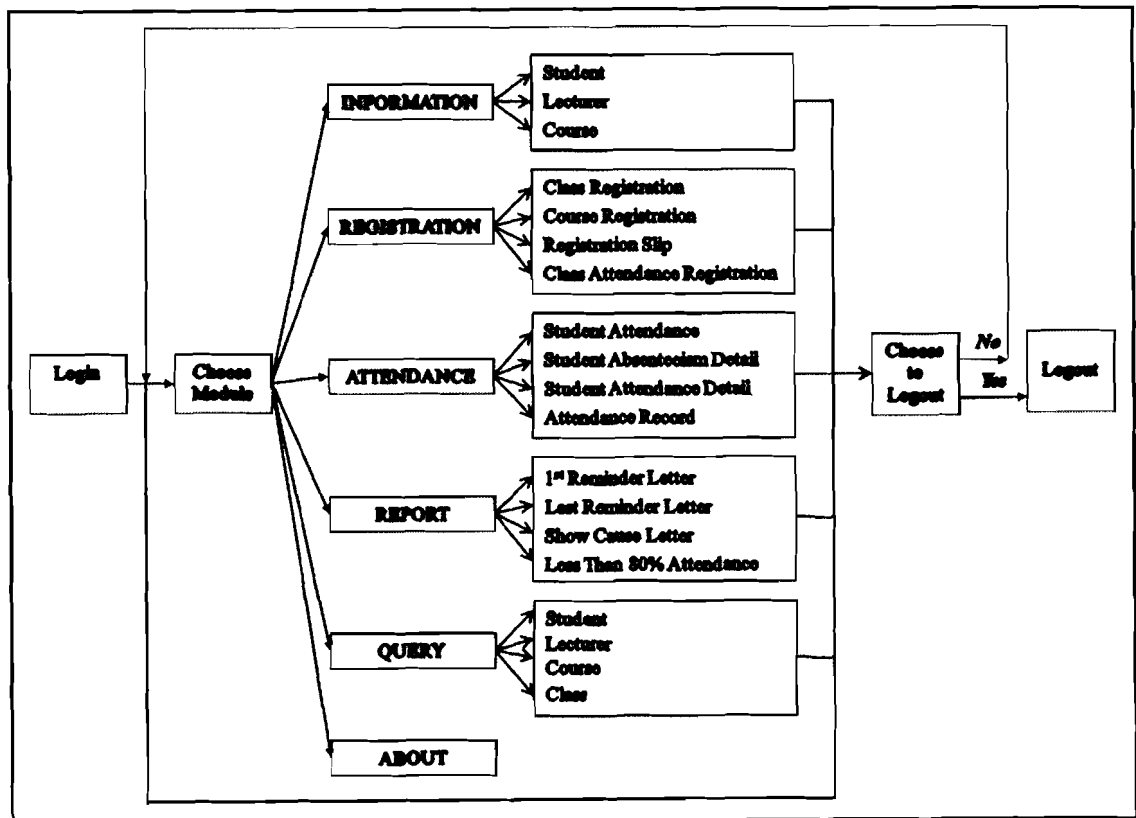 Login
Choose
Module
INFORMATION
Student
Lecturer
Course
REGISTRATION
Class Registration
Course Registration
Registration Slip
Class Attendance Registration
ATTENDANCE
Student Attendance
Student Absenteeism Detail
Student Attendance Detail
Attendance Record
REPORT
1st Reminder Letter
Last Reminder Letter
Show Cause Letter
Less Than 80% Attendance
QUERY
Student
Lecturer
Course
Class
ABOUT
Choose
to
Logout
No
Yes
Logout